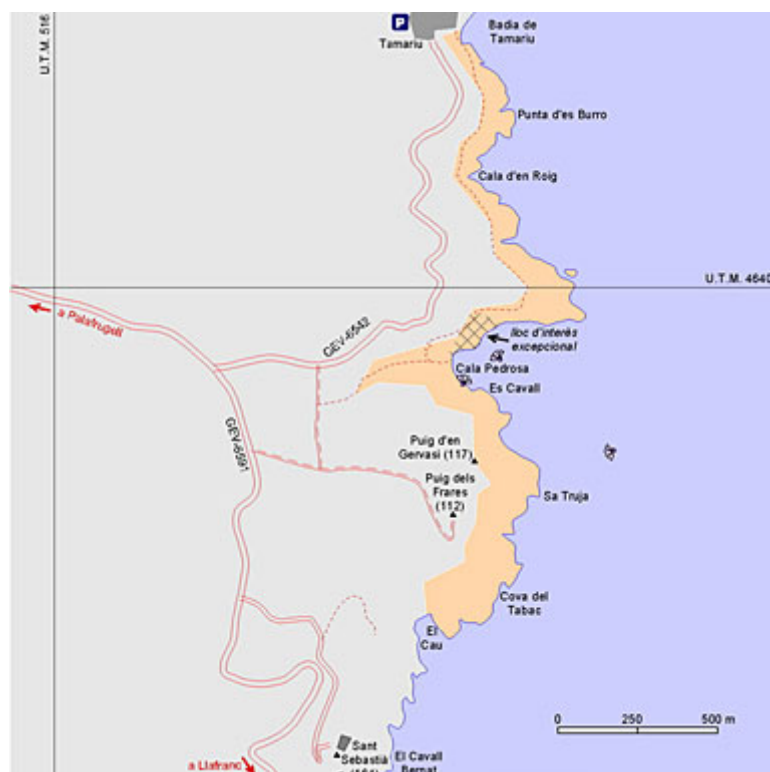 U.T.M. 516
P
Tamariu
Badia de
Tamariu
Punta d'es Burro
Cala d'en Roig
U.T.M. 4640
a Palafrugell
GEV-6542
lloc d'interès
excepcional
Cala Pedrosa
Es Cavall
GEV-6591
Puig d'en
Gervasi (117)
Puig dels
Frares
(112)
Sa Truja
Cova del
Tabac
El
Cau
0 250 500 m
Sant
Sebastià
El Cavall
Bernat
a Llafranc